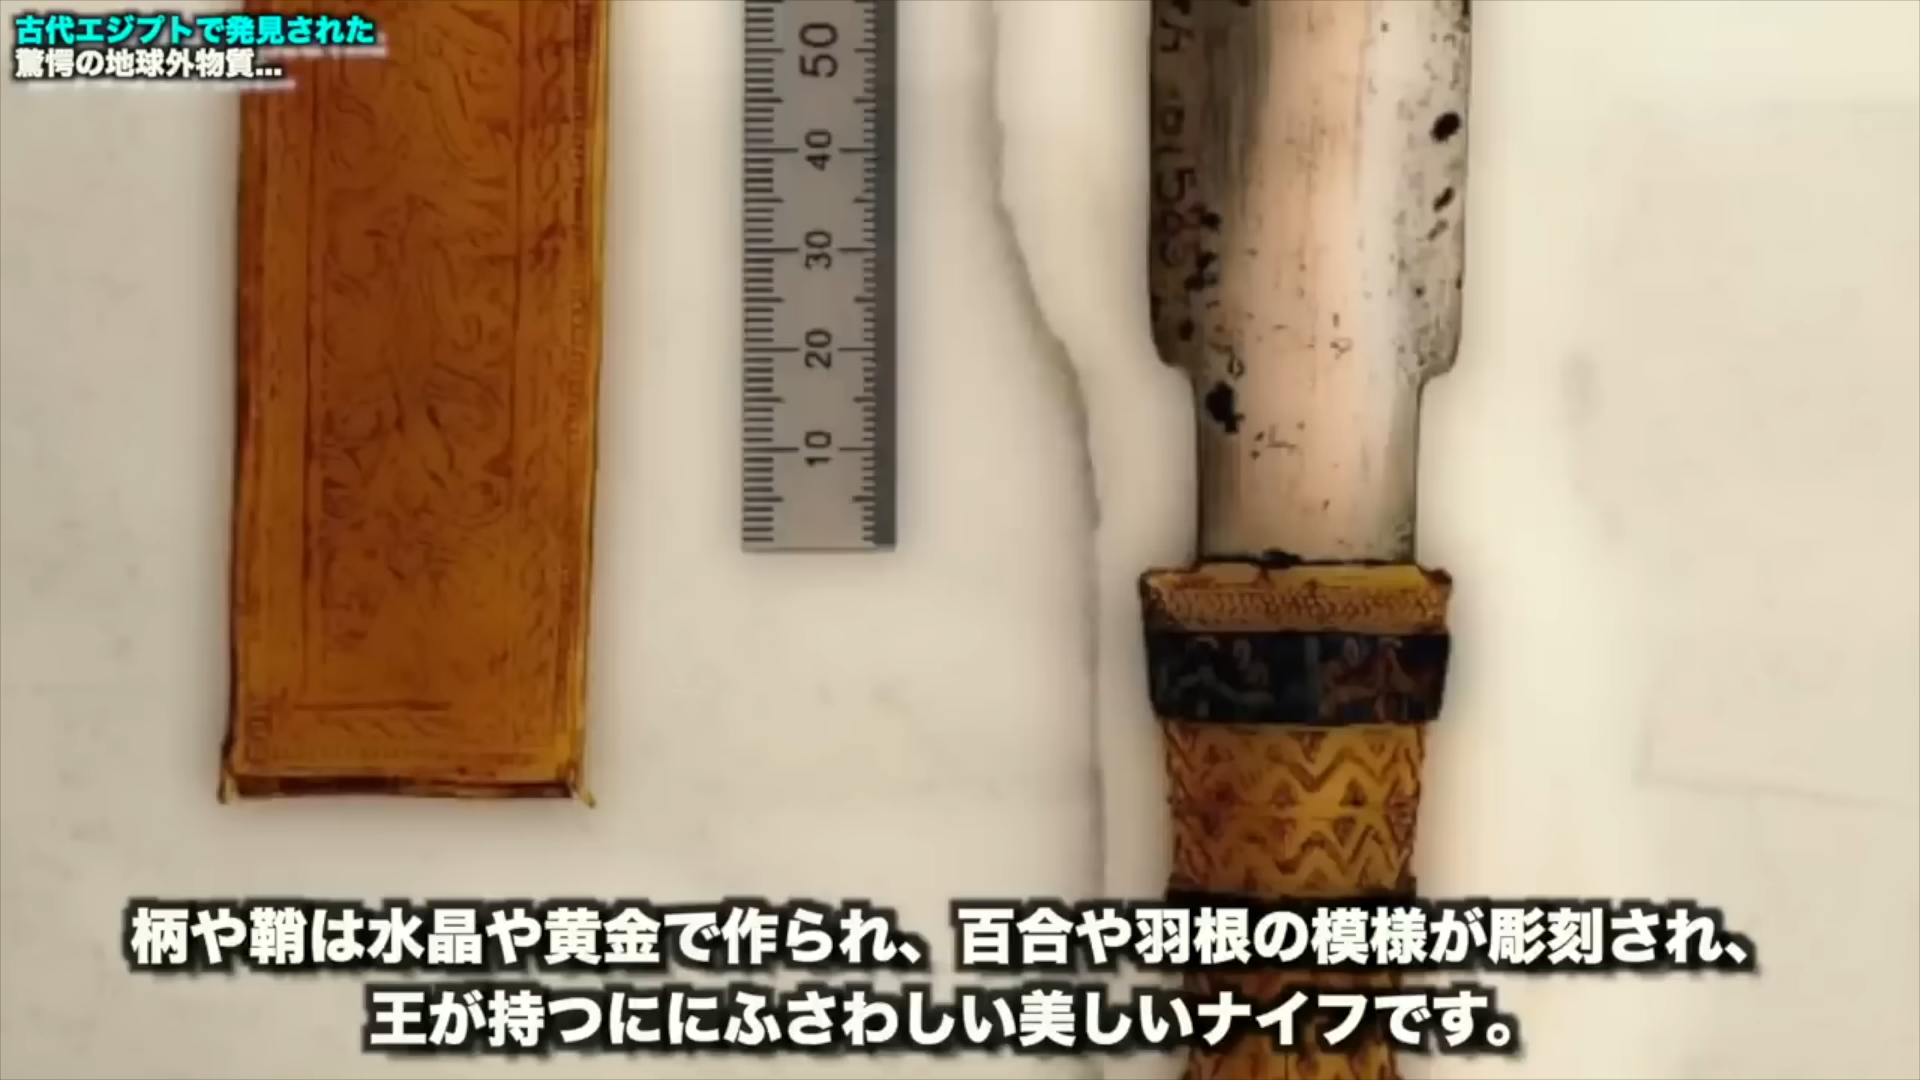 古代エジプトで発見された
驚愕の地球外物質...
50
40
30
20
10
柄や鞘は水晶や黄金で作られ、百合や羽根の模様が彫刻され、
王が持つににふさわしい美しいナイフです。